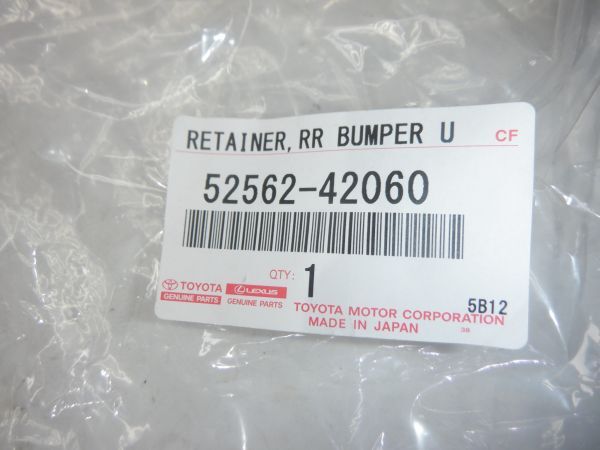 RETAINER, RR BUMPER U CF
52562-42060
QTY: 1
TOYOTA LEXUS
GENUINE PARTS GENUINE PARTS
5B12
TOYOTA MOTOR CORPORATION
MADE IN JAPAN 38